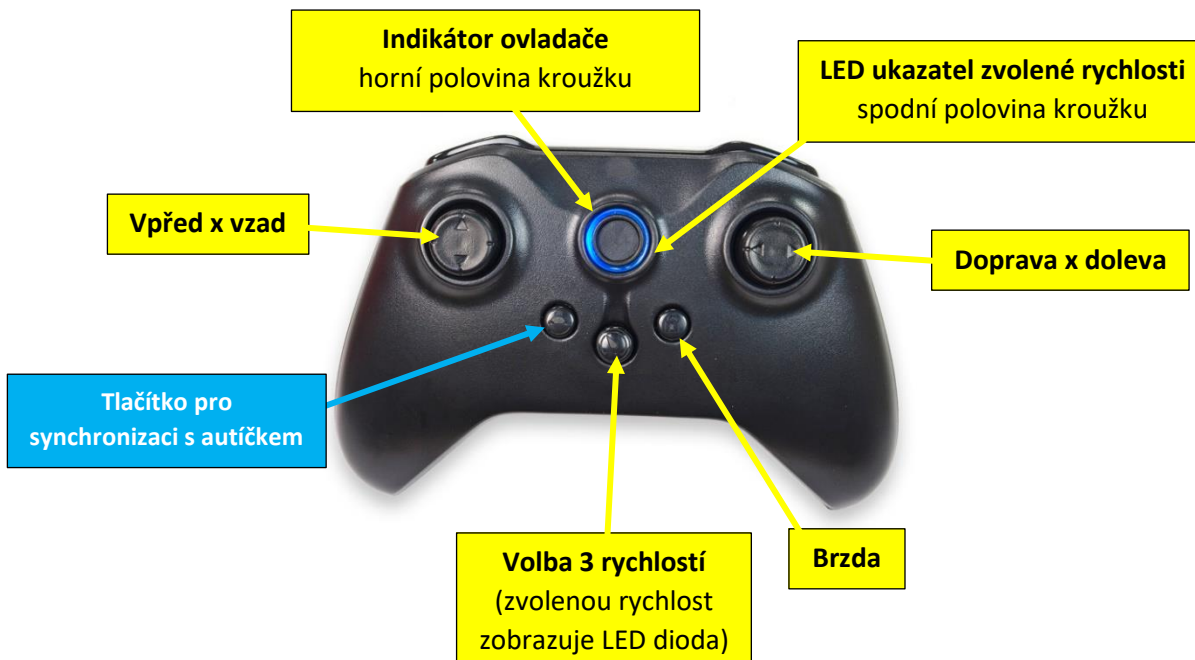 Indikátor ovladače
horní polovina kroužku
LED ukazatel zvolené rychlosti
spodní polovina kroužku
Vpřed x vzad
Doprava x doleva
Tlačítko pro
synchronizaci s autíčkem
Volba 3 rychlostí
(zvolenou rychlost
zobrazuje LED dioda)
Brzda